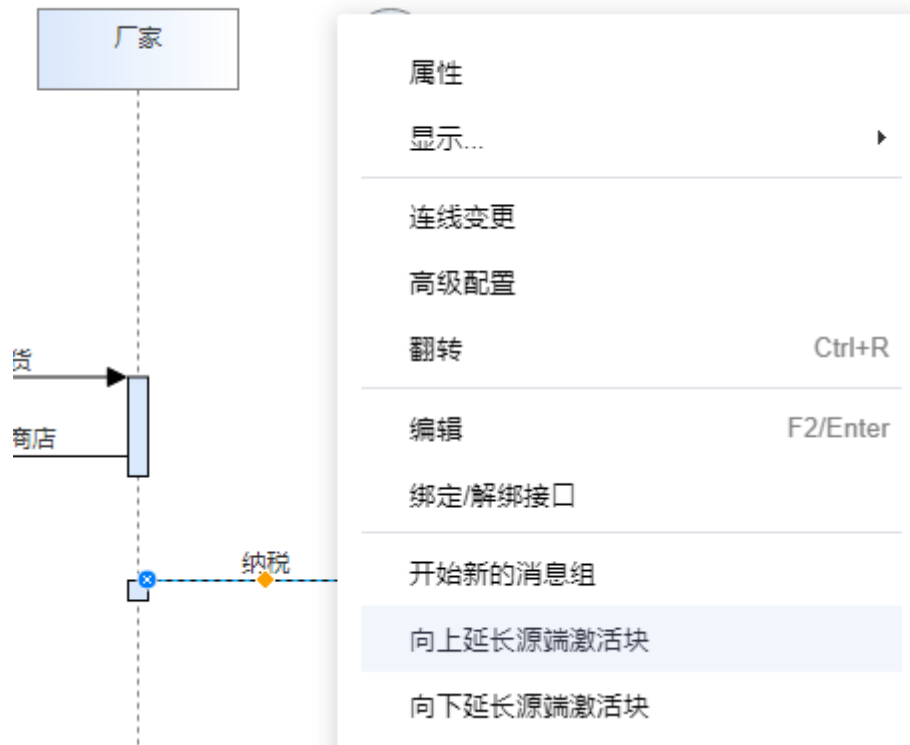 厂家
属性
显示...
连线变更
高级配置
翻转 Ctrl+R
货
编辑 F2/Enter
商店
绑定/解绑接口
纳税
开始新的消息组
向上延长源端激活块
向下延长源端激活块